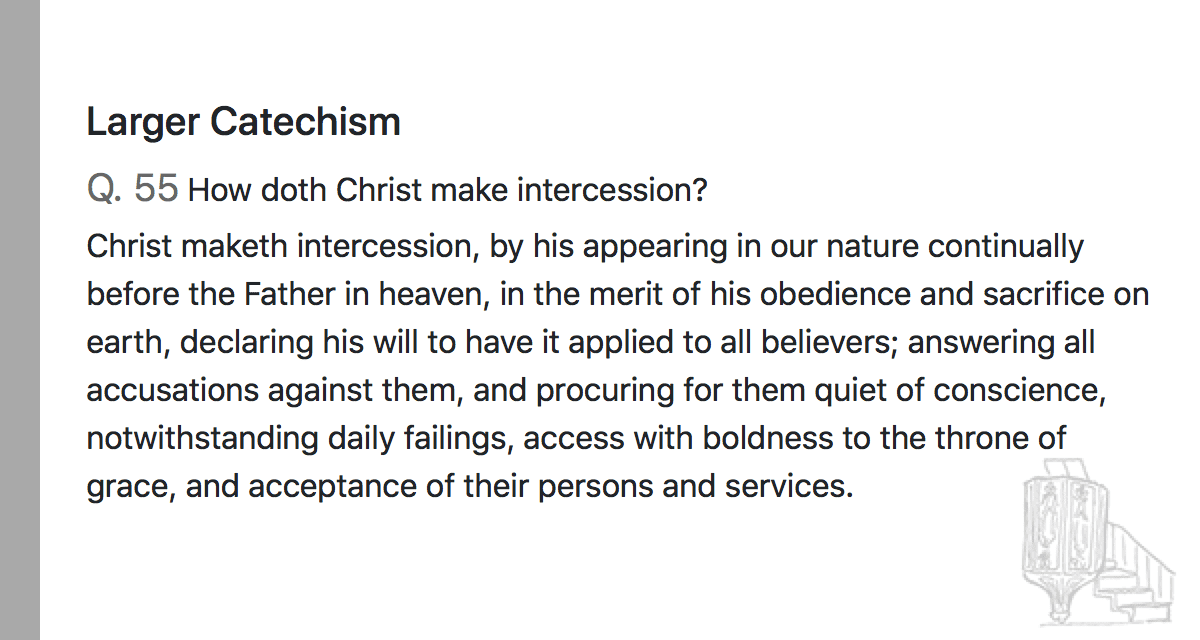 Larger Catechism
Q. 55 How doth Christ make intercession?
Christ maketh intercession, by his appearing in our nature continually
before the Father in heaven, in the merit of his obedience and sacrifice on
earth, declaring his will to have it applied to all believers; answering all
accusations against them, and procuring for them quiet of conscience,
notwithstanding daily failings, access with boldness to the throne of
grace, and acceptance of their persons and services.